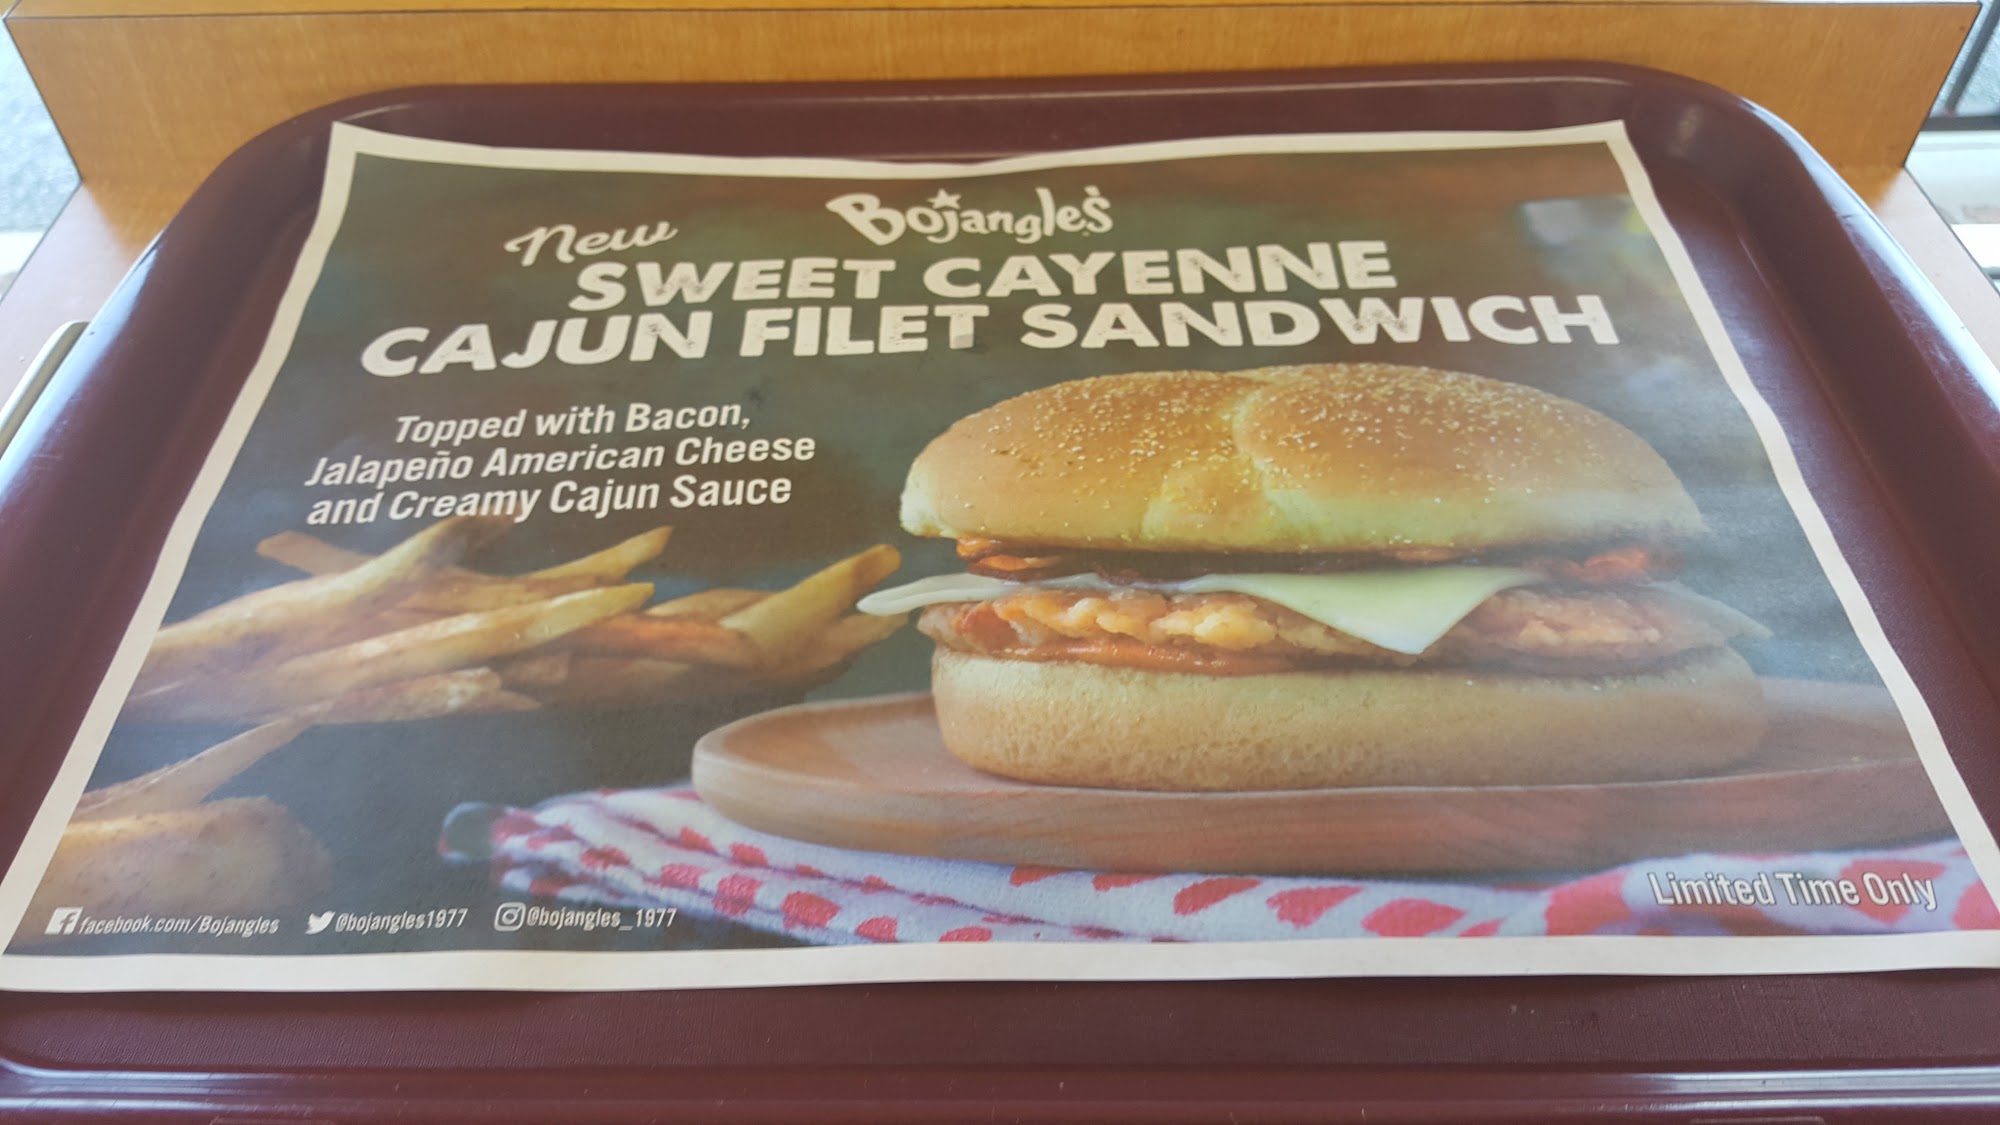 Bojangles'
New
SWEET CAYENNE
CAJUN FILET SANDWICH
Topped with Bacon,
Jalapeño American Cheese
and Creamy Cajun Sauce
facebook.com/Bojangles @bojangles1977 @bojangles_1977
Limited Time Only